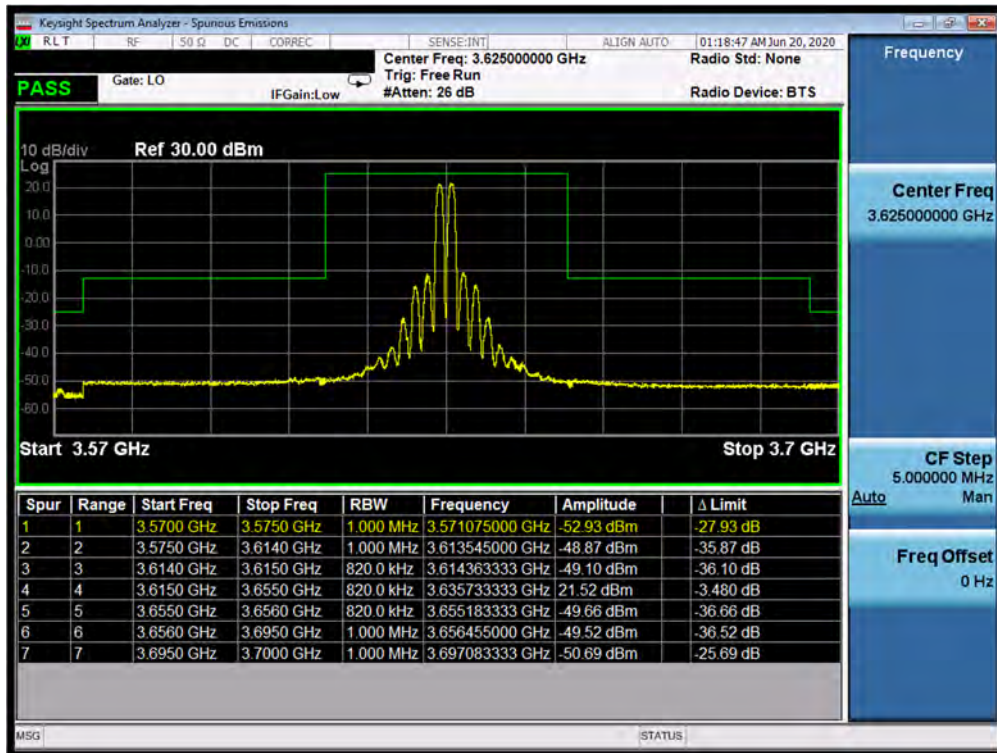 Keysight Spectrum Analyzer - Spurious Emissions
LXI RLT RF 50 Ω DC CORREC SENSE:INT ALIGN AUTO 01:18:47 AM Jun 20, 2020
Center Freq: 3.625000000 GHz Radio Std: None
Gate: LO Trig: Free Run
PASS IFGain:Low #Atten: 26 dB Radio Device: BTS
10 dB/div Ref 30.00 dBm
Log
20.0
10.0
0.00
-10.0
-20.0
-30.0
-40.0
-50.0
-60.0
Start 3.57 GHz Stop 3.7 GHz
Spur Range Start Freq Stop Freq RBW Frequency Amplitude Δ Limit
1 1 3.5700 GHz 3.5750 GHz 1.000 MHz 3.571075000 GHz -52.93 dBm -27.93 dB
2 2 3.5750 GHz 3.6140 GHz 1.000 MHz 3.613545000 GHz -48.87 dBm -35.87 dB
3 3 3.6140 GHz 3.6150 GHz 820.0 kHz 3.614363333 GHz -49.10 dBm -36.10 dB
4 4 3.6150 GHz 3.6550 GHz 820.0 kHz 3.635733333 GHz 21.52 dBm -3.480 dB
5 5 3.6550 GHz 3.6560 GHz 820.0 kHz 3.655183333 GHz -49.66 dBm -36.66 dB
6 6 3.6560 GHz 3.6950 GHz 1.000 MHz 3.656455000 GHz -49.52 dBm -36.52 dB
7 7 3.6950 GHz 3.7000 GHz 1.000 MHz 3.697083333 GHz -50.69 dBm -25.69 dB
MSG STATUS
Frequency
Center Freq
3.625000000 GHz
CF Step
5.000000 MHz
Auto Man
Freq Offset
0 Hz